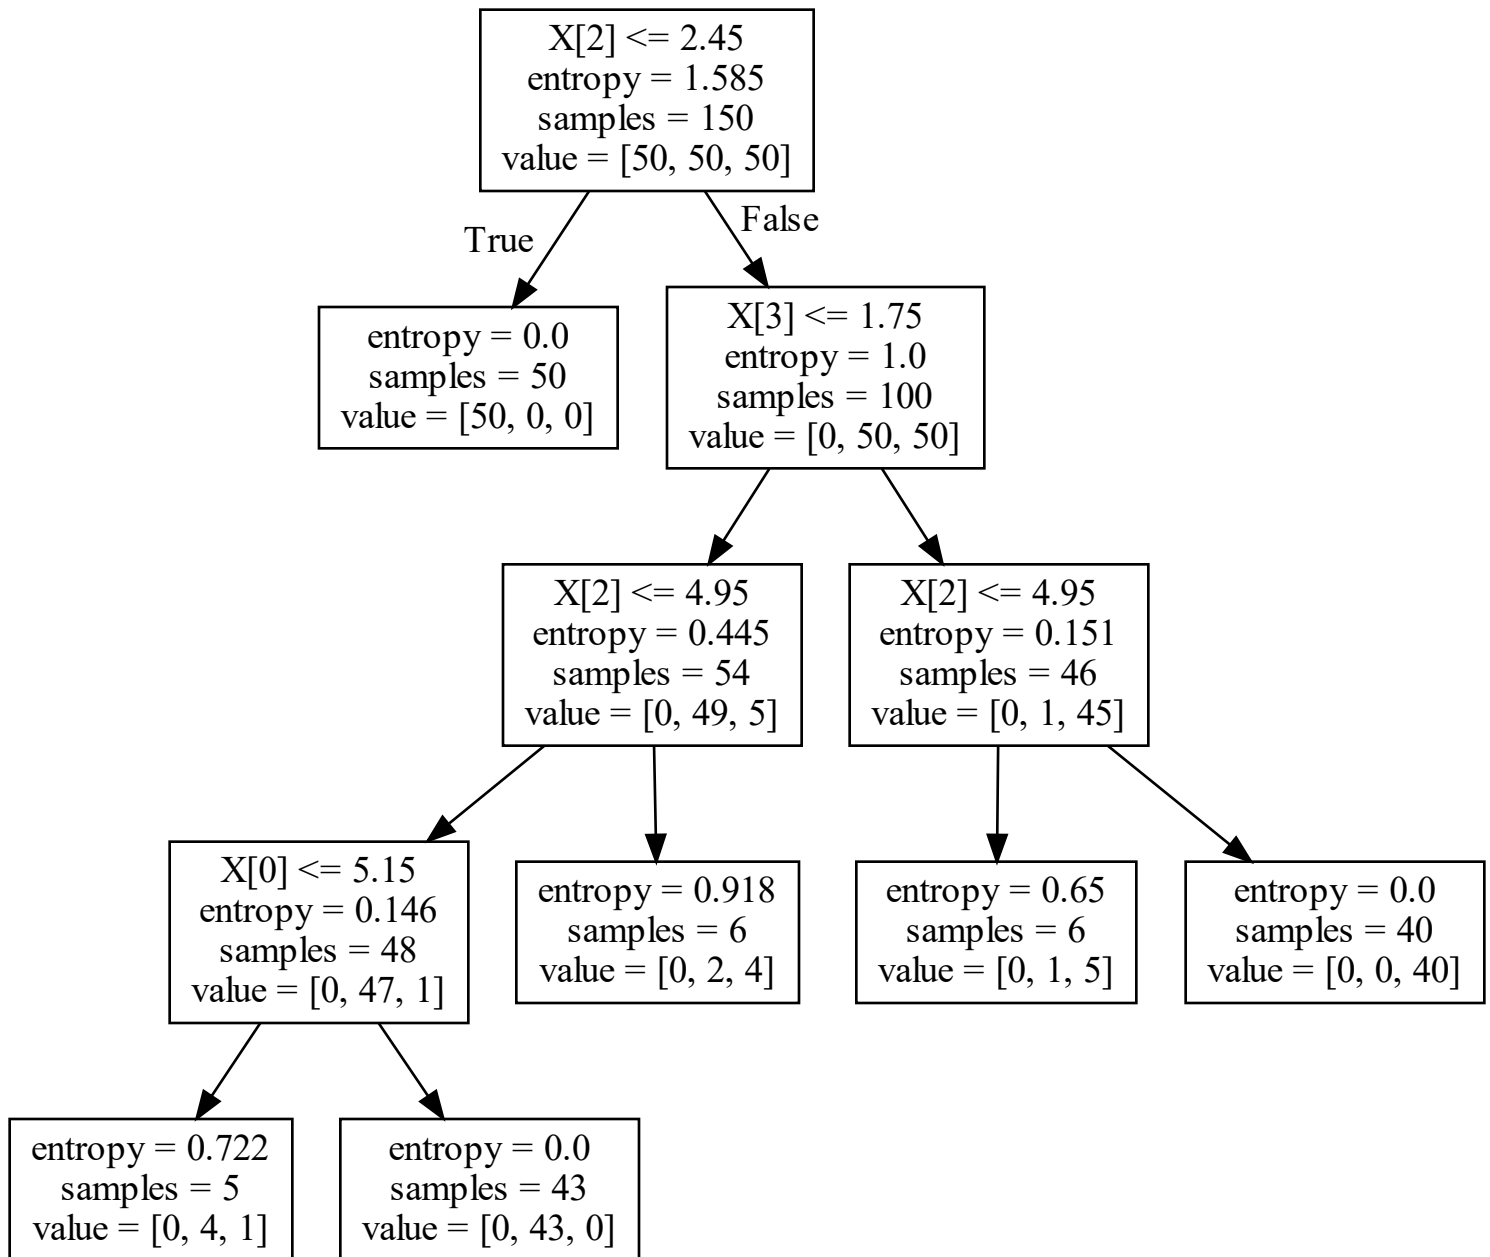 X[2] <= 2.45
entropy = 1.585
samples = 150
value = [50, 50, 50]
True
False
entropy = 0.0
samples = 50
value = [50, 0, 0]
X[3] <= 1.75
entropy = 1.0
samples = 100
value = [0, 50, 50]
X[2] <= 4.95
entropy = 0.445
samples = 54
value = [0, 49, 5]
X[2] <= 4.95
entropy = 0.151
samples = 46
value = [0, 1, 45]
X[0] <= 5.15
entropy = 0.146
samples = 48
value = [0, 47, 1]
entropy = 0.918
samples = 6
value = [0, 2, 4]
entropy = 0.65
samples = 6
value = [0, 1, 5]
entropy = 0.0
samples = 40
value = [0, 0, 40]
entropy = 0.722
samples = 5
value = [0, 4, 1]
entropy = 0.0
samples = 43
value = [0, 43, 0]